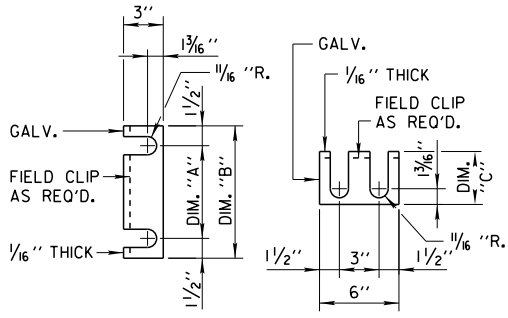 3"
1 3/16"
11/16 "R.
1 1/2"
GALV.
FIELD CLIP
AS REQ'D.
1/16" THICK
DIM. "A"
DIM. "B"
1 1/2"
GALV.
1/16" THICK
FIELD CLIP
AS REQ'D.
1 3/16"
DIM.
"C"
11/16 "R.
1 1/2"
3"
1 1/2"
6"